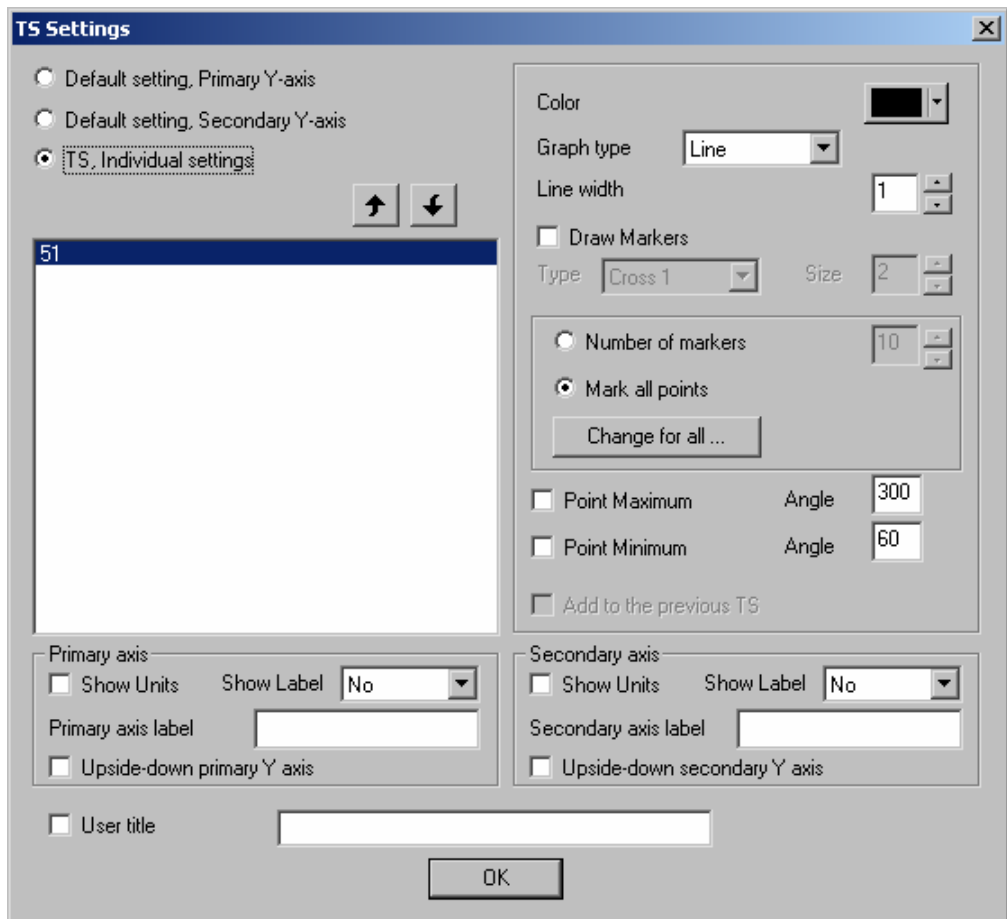 TS Settings
Default setting, Primary Y-axis
Default setting, Secondary Y-axis
TS, Individual settings
51
Color
Graph type Line
Line width 1
Draw Markers
Type Cross 1 Size 2
Number of markers 10
Mark all points
Change for all ...
Point Maximum Angle 300
Point Minimum Angle 60
Add to the previous TS
Primary axis
Show Units Show Label No
Primary axis label
Upside-down primary Y axis
Secondary axis
Show Units Show Label No
Secondary axis label
Upside-down secondary Y axis
User title
OK